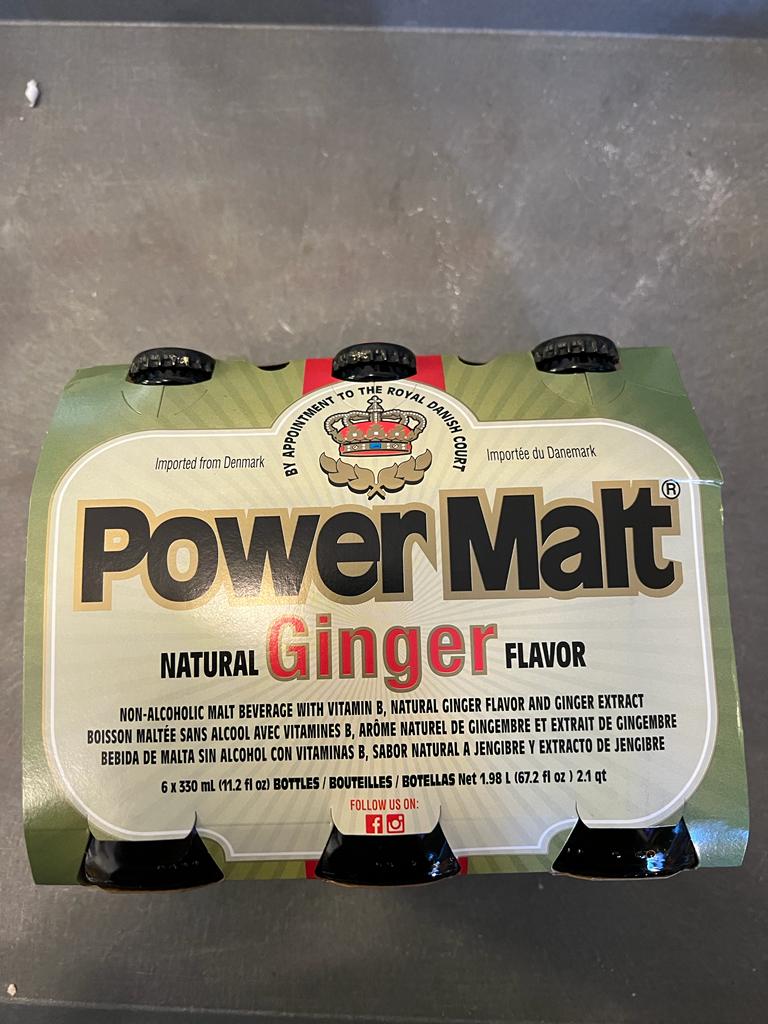 BY APPOINTMENT TO THE ROYAL DANISH COURT
Imported from Denmark
Importée du Danemark
Power Malt®
NATURAL Ginger FLAVOR
NON-ALCOHOLIC MALT BEVERAGE WITH VITAMIN B, NATURAL GINGER FLAVOR AND GINGER EXTRACT
BOISSON MALTÉE SANS ALCOOL AVEC VITAMINES B, ARÔME NATUREL DE GINGEMBRE ET EXTRAIT DE GINGEMBRE
BEBIDA DE MALTA SIN ALCOHOL CON VITAMINAS B, SABOR NATURAL A JENGIBRE Y EXTRACTO DE JENGIBRE
6 x 330 mL (11.2 fl oz) BOTTLES / BOUTEILLES / BOTELLAS Net 1.98 L (67.2 fl oz ) 2.1 qt
FOLLOW US ON: